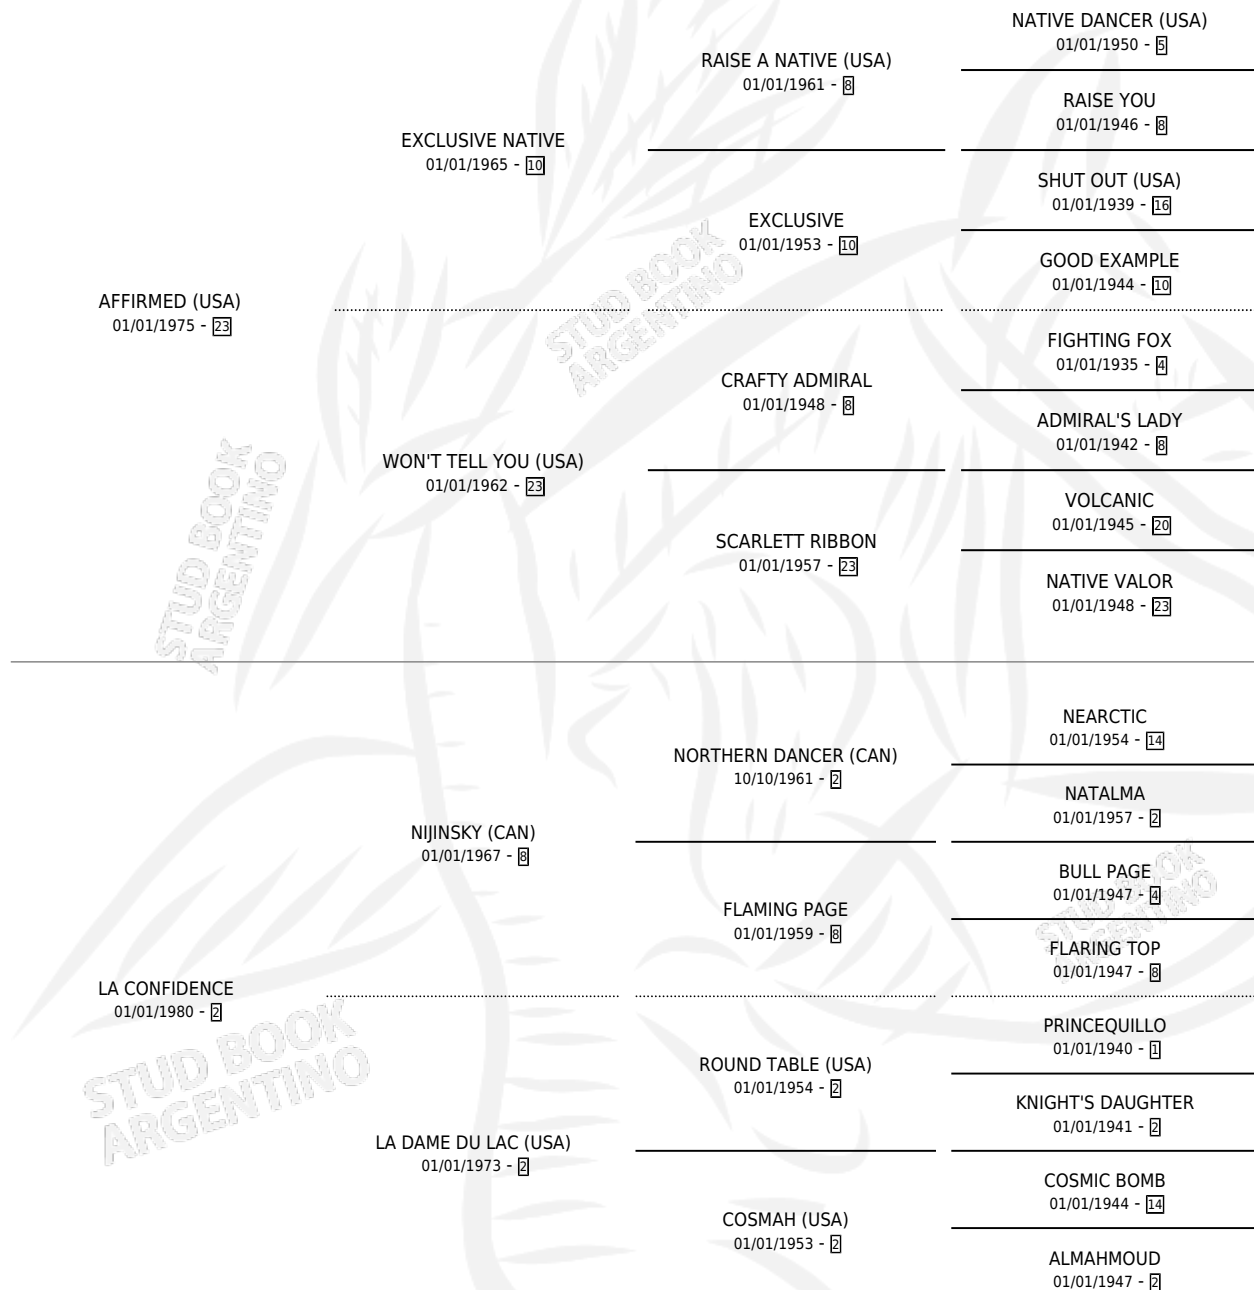 NATIVE DANCER (USA)
01/01/1950 - 5
RAISE A NATIVE (USA)
01/01/1961 - 8
RAISE YOU
01/01/1946 - 8
EXCLUSIVE NATIVE
01/01/1965 - 10
SHUT OUT (USA)
01/01/1939 - 16
EXCLUSIVE
01/01/1953 - 10
GOOD EXAMPLE
01/01/1944 - 10
AFFIRMED (USA)
01/01/1975 - 23
FIGHTING FOX
01/01/1935 - 4
CRAFTY ADMIRAL
01/01/1948 - 8
ADMIRAL'S LADY
01/01/1942 - 8
WON'T TELL YOU (USA)
01/01/1962 - 23
VOLCANIC
01/01/1945 - 20
SCARLETT RIBBON
01/01/1957 - 23
NATIVE VALOR
01/01/1948 - 23
NEARCTIC
01/01/1954 - 14
NORTHERN DANCER (CAN)
10/10/1961 - 2
NATALMA
01/01/1957 - 2
NIJINSKY (CAN)
01/01/1967 - 8
BULL PAGE
01/01/1947 - 4
FLAMING PAGE
01/01/1959 - 8
FLARING TOP
01/01/1947 - 8
LA CONFIDENCE
01/01/1980 - 2
PRINCEQUILLO
01/01/1940 - 1
ROUND TABLE (USA)
01/01/1954 - 2
KNIGHT'S DAUGHTER
01/01/1941 - 2
LA DAME DU LAC (USA)
01/01/1973 - 2
COSMIC BOMB
01/01/1944 - 14
COSMAH (USA)
01/01/1953 - 2
ALMAHMOUD
01/01/1947 - 2
STUD BOOK
ARGENTINO
STUD BOOK
ARGENTINO
STUD BOOK
ARGENTINO
STUD BOOK
ARGENTINO